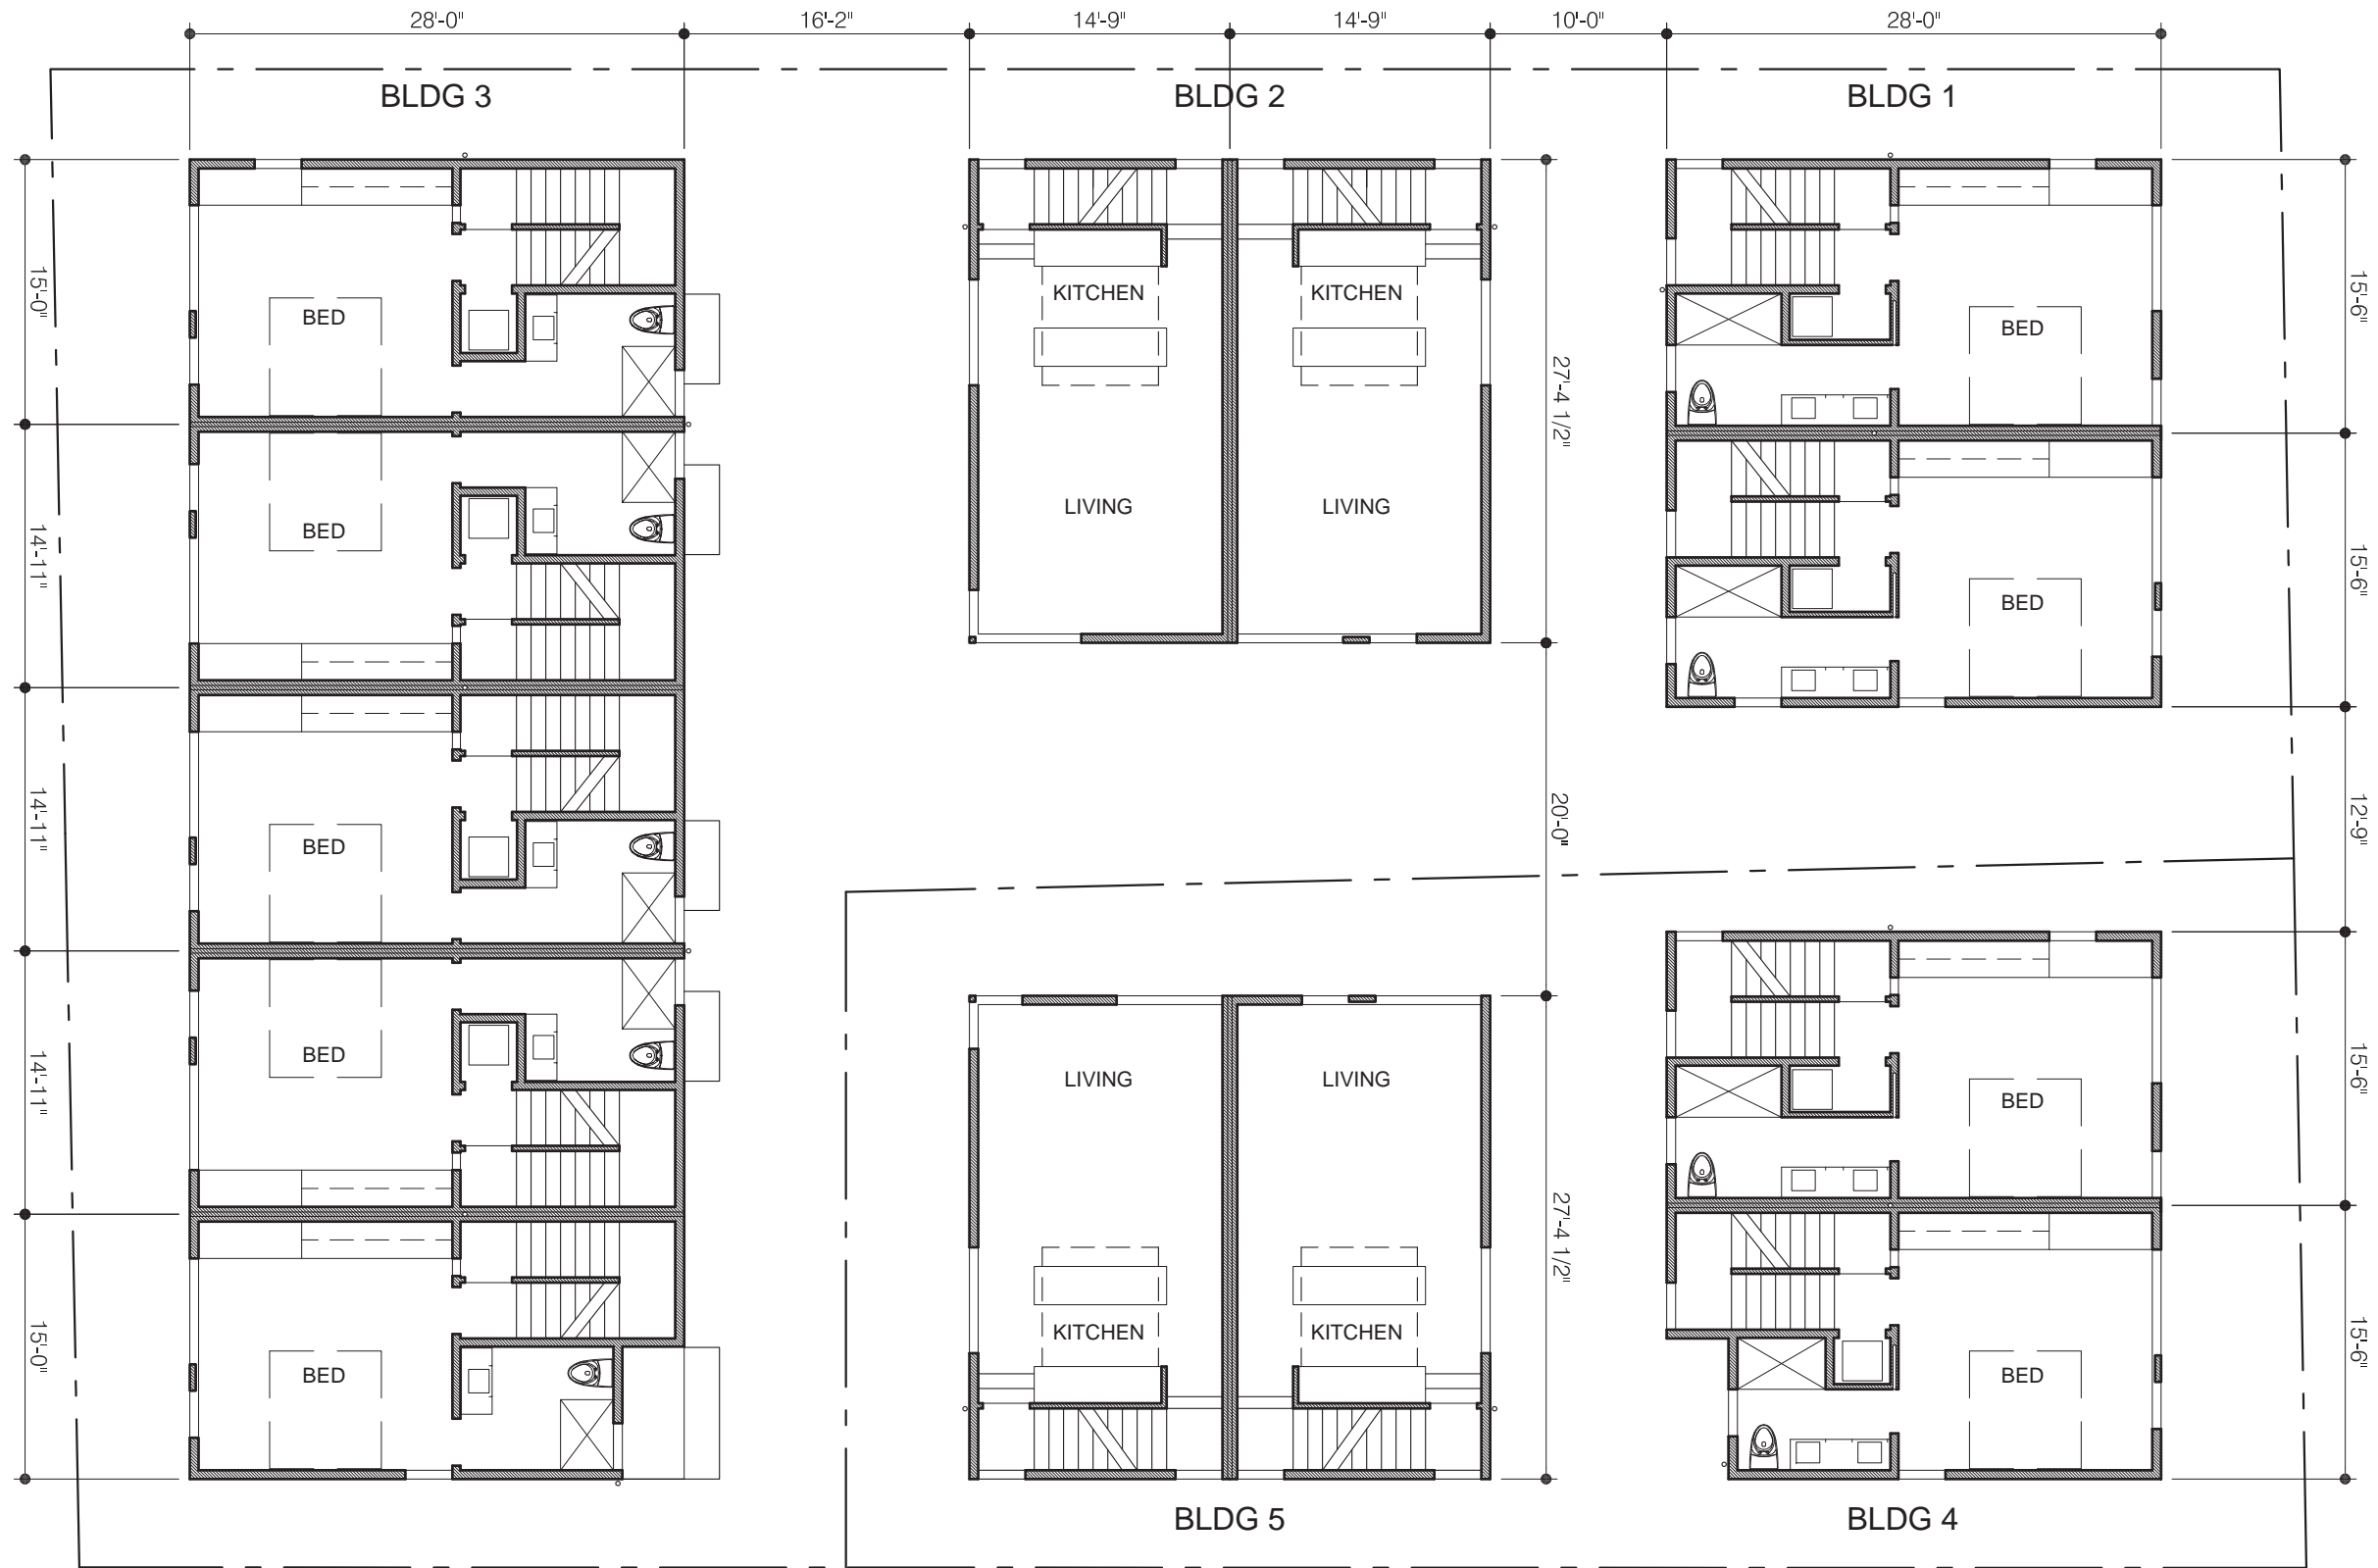 28'-0" 16'-2" 14'-9" 14'-9" 10'-0" 28'-0"
BLDG 3 BLDG 2 BLDG 1
15'-0"
14'-11"
14'-11"
14'-11"
15'-0"
BED
BED
BED
BED
BED
KITCHEN KITCHEN
LIVING LIVING
27'-4 1/2"
20'-0"
27'-4 1/2"
LIVING LIVING
KITCHEN KITCHEN
BED
BED
BED
BED
15'-6"
15'-6"
12'-9"
15'-6"
15'-6"
BLDG 5 BLDG 4